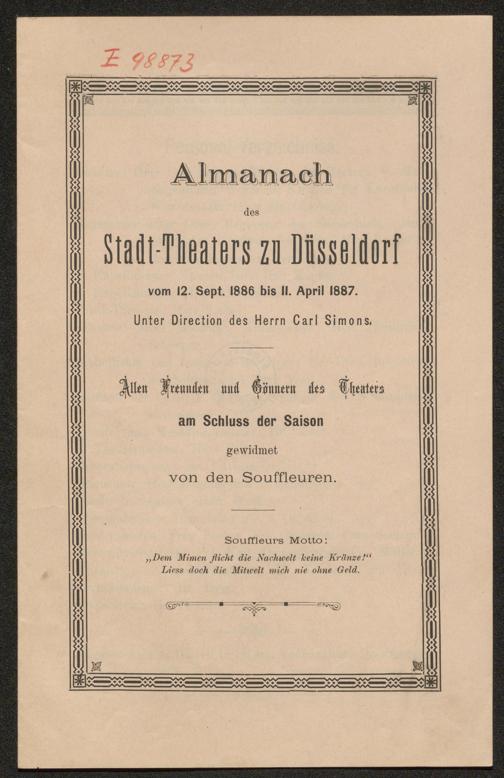 E 98873
Almanach
des
Stadt-Theaters zu Düsseldorf
vom 12. Sept. 1886 bis 11. April 1887.
Unter Direction des Herrn Carl Simons.
Allen Freunden und Gönnern des Theaters
am Schluss der Saison
gewidmet
von den Souffleuren.
Souffleurs Motto:
„Dem Mimen flicht die Nachwelt keine Kränze!“
Liess doch die Mitwelt mich nie ohne Geld.